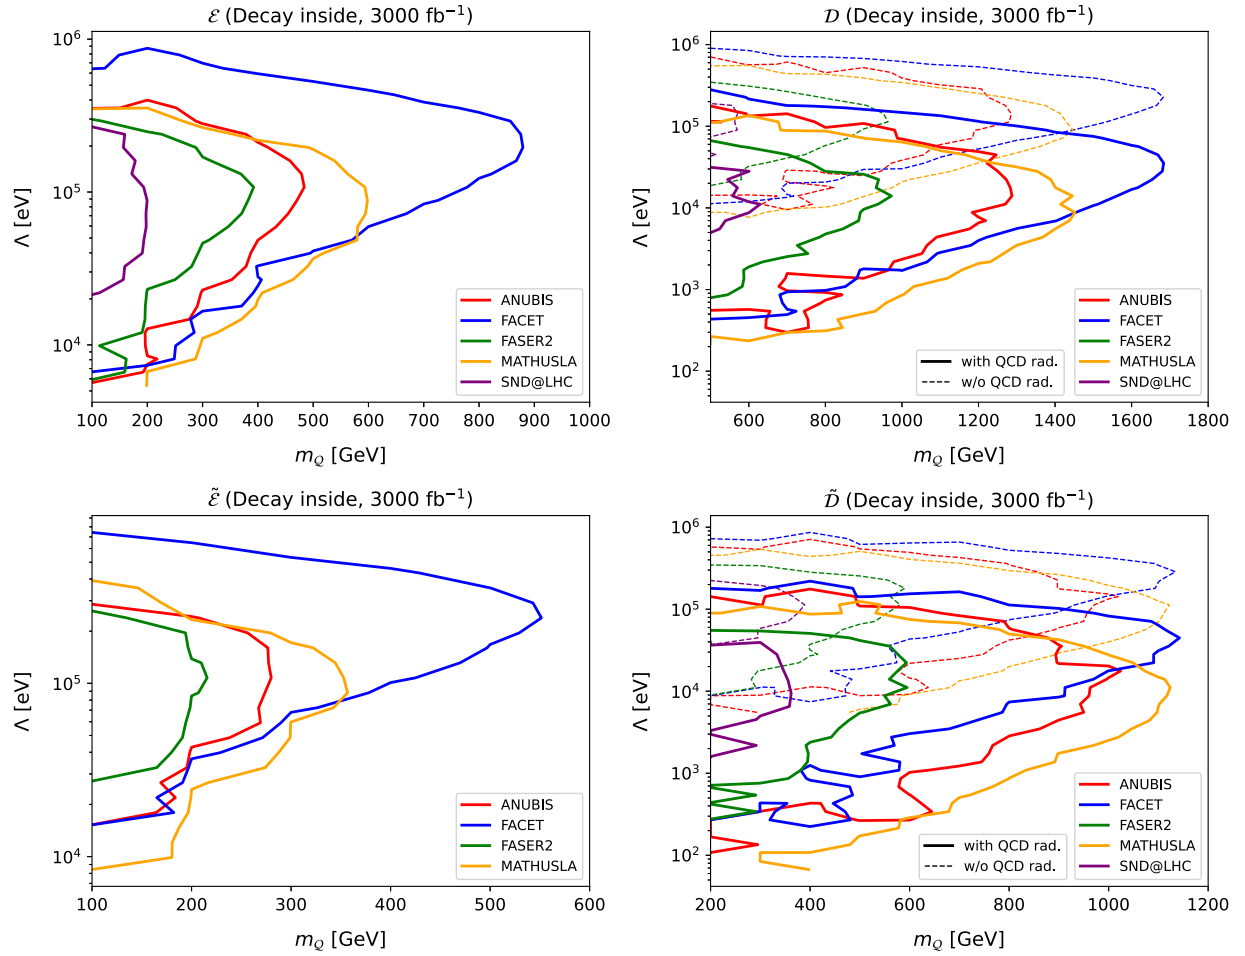 ℰ (Decay inside, 3000 fb⁻¹)
10⁶
10⁵
10⁴
Λ [eV]
ANUBIS
FACET
FASER2
MATHUSLA
SND@LHC
100 200 300 400 500 600 700 800 900 1000
m_𝒬 [GeV]
𝒟 (Decay inside, 3000 fb⁻¹)
10⁶
10⁵
10⁴
10³
10²
Λ [eV]
with QCD rad.
w/o QCD rad.
ANUBIS
FACET
FASER2
MATHUSLA
SND@LHC
600 800 1000 1200 1400 1600 1800
m_𝒬 [GeV]
ℰ̃ (Decay inside, 3000 fb⁻¹)
10⁵
10⁴
Λ [eV]
ANUBIS
FACET
FASER2
MATHUSLA
100 200 300 400 500 600
m_𝒬 [GeV]
𝒟̃ (Decay inside, 3000 fb⁻¹)
10⁶
10⁵
10⁴
10³
10²
Λ [eV]
with QCD rad.
w/o QCD rad.
ANUBIS
FACET
FASER2
MATHUSLA
SND@LHC
200 400 600 800 1000 1200
m_𝒬 [GeV]